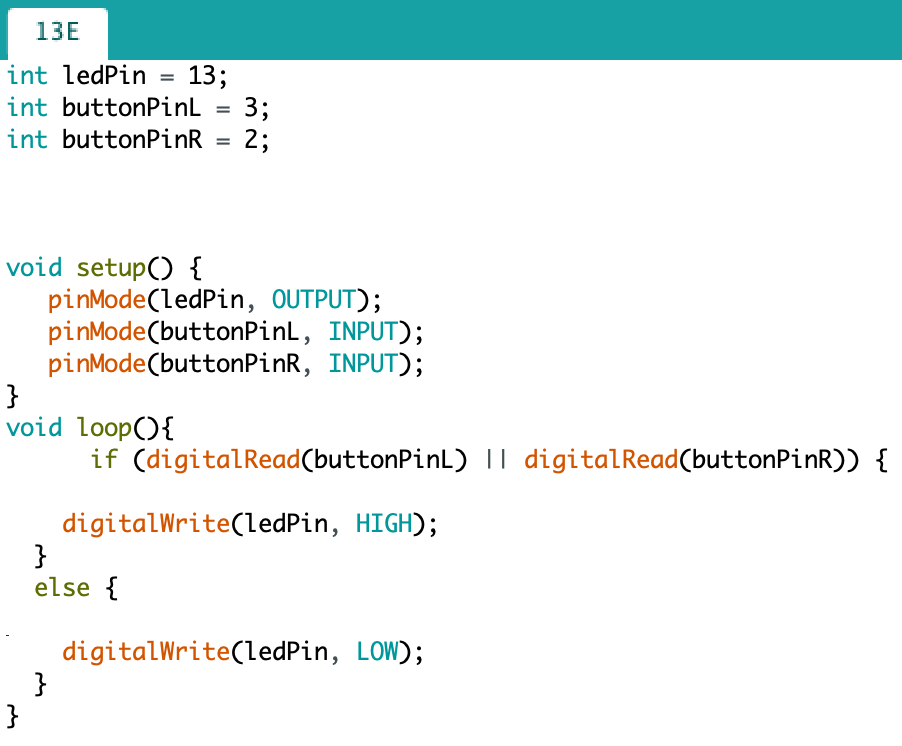 13E
int ledPin = 13;
int buttonPinL = 3;
int buttonPinR = 2;
void setup() {
pinMode(ledPin, OUTPUT);
pinMode(buttonPinL, INPUT);
pinMode(buttonPinR, INPUT);
}
void loop(){
if (digitalRead(buttonPinL) || digitalRead(buttonPinR)) {
digitalWrite(ledPin, HIGH);
}
else {
digitalWrite(ledPin, LOW);
}
}